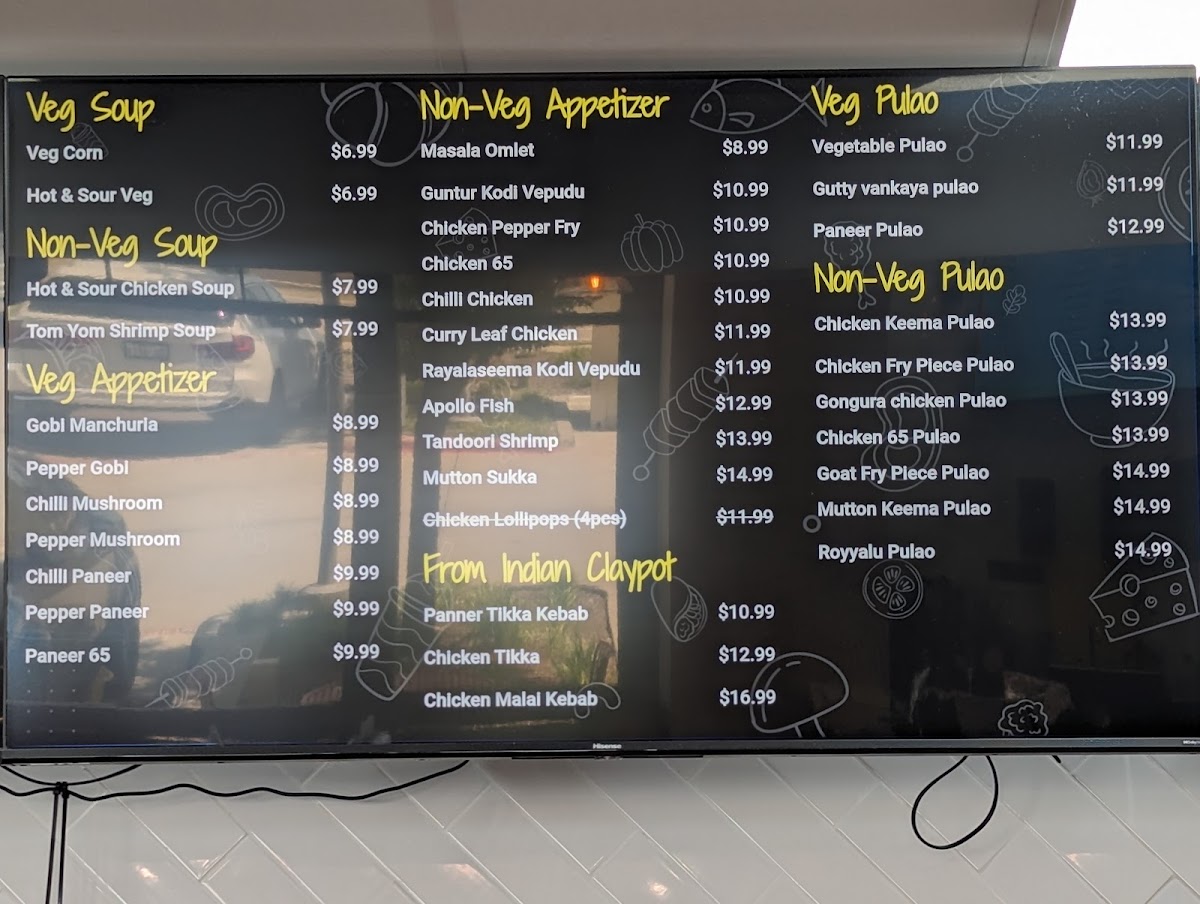 Veg Soup
Veg Corn $6.99
Hot & Sour Veg $6.99
Non-Veg Soup
Hot & Sour Chicken Soup $7.99
Tom Yom Shrimp Soup $7.99
Veg Appetizer
Gobi Manchuria $8.99
Pepper Gobi $8.99
Chilli Mushroom $8.99
Pepper Mushroom $8.99
Chilli Paneer $9.99
Pepper Paneer $9.99
Paneer 65 $9.99
Non-Veg Appetizer
Masala Omlet $8.99
Guntur Kodi Vepudu $10.99
Chicken Pepper Fry $10.99
Chicken 65 $10.99
Chilli Chicken $10.99
Curry Leaf Chicken $11.99
Rayalaseema Kodi Vepudu $11.99
Apollo Fish $12.99
Tandoori Shrimp $13.99
Mutton Sukka $14.99
Chicken Lollipops (4pcs) $11.99
From Indian Claypot
Panner Tikka Kebab $10.99
Chicken Tikka $12.99
Chicken Malai Kebab $16.99
Veg Pulao
Vegetable Pulao $11.99
Gutty vankaya pulao $11.99
Paneer Pulao $12.99
Non-Veg Pulao
Chicken Keema Pulao $13.99
Chicken Fry Piece Pulao $13.99
Gongura chicken Pulao $13.99
Chicken 65 Pulao $13.99
Goat Fry Piece Pulao $14.99
Mutton Keema Pulao $14.99
Royyalu Pulao $14.99
Hisense